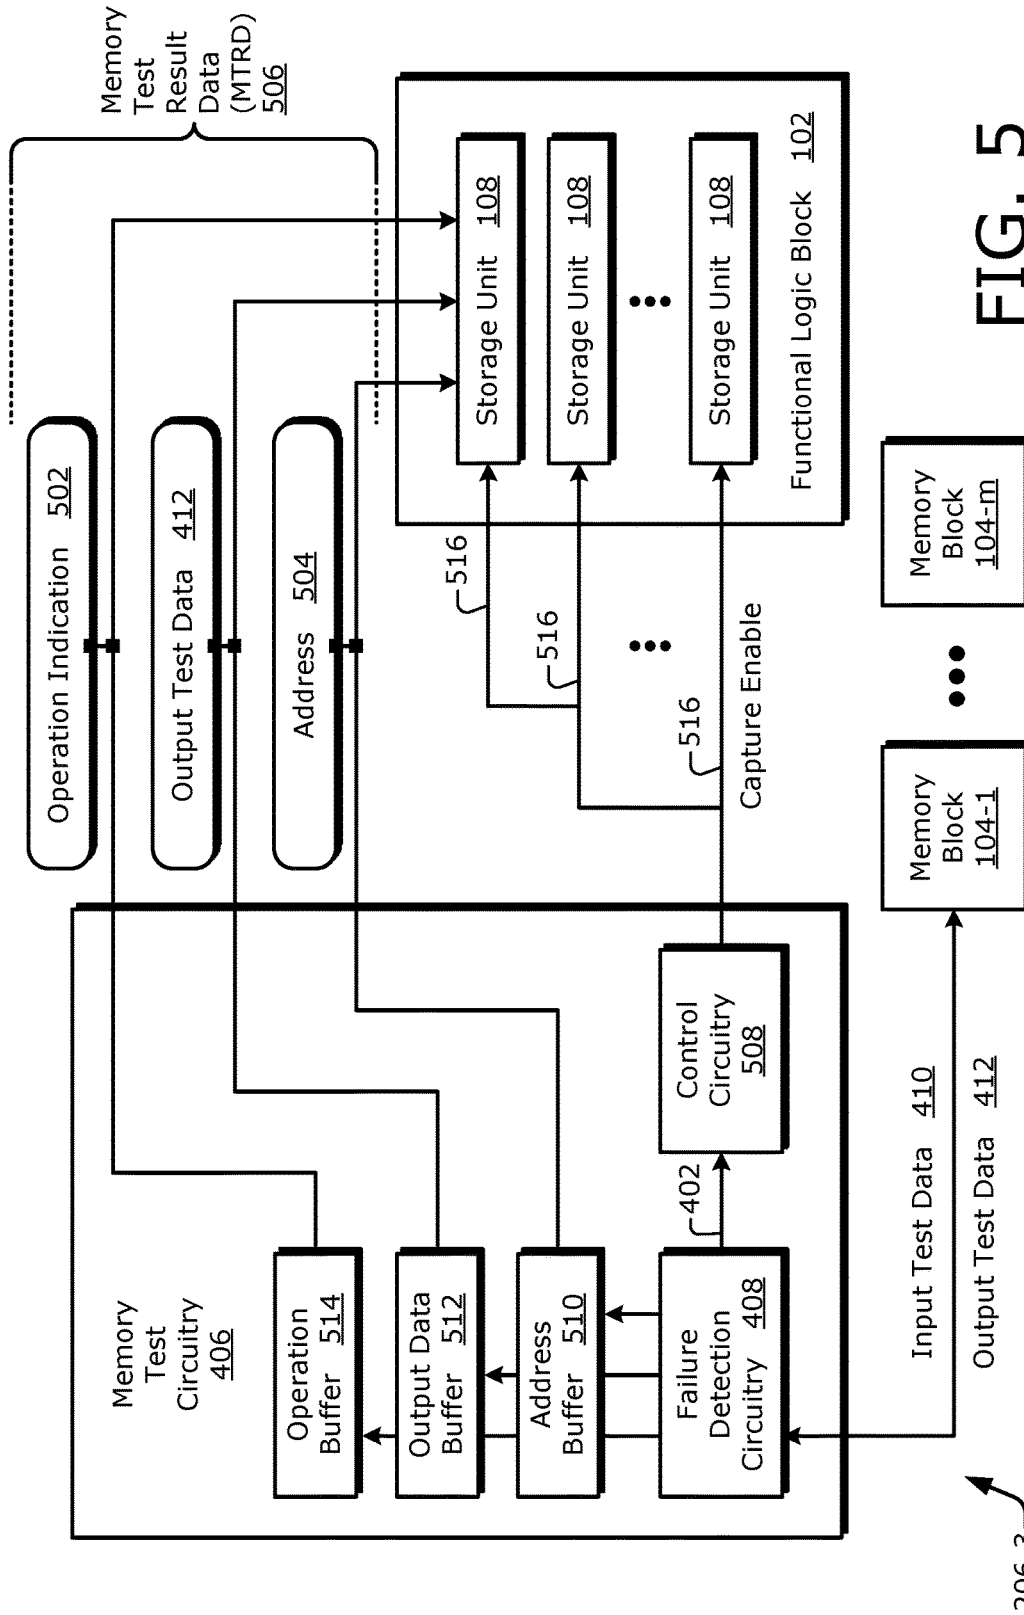 Memory
Test
Result
Data
(MTRD)
506
Operation Indication 502
Output Test Data 412
Address 504
Memory
Test
Circuitry
406
Operation
Buffer 514
Output Data
Buffer 512
Address
Buffer 510
Failure
Detection
Circuitry 408
402
Control
Circuitry
508
516
516
516
Capture Enable
Storage Unit 108
Storage Unit 108
Storage Unit 108
Functional Logic Block 102
Input Test Data 410
Output Test Data 412
Memory
Block
104-1
Memory
Block
104-m
206-3
FIG. 5